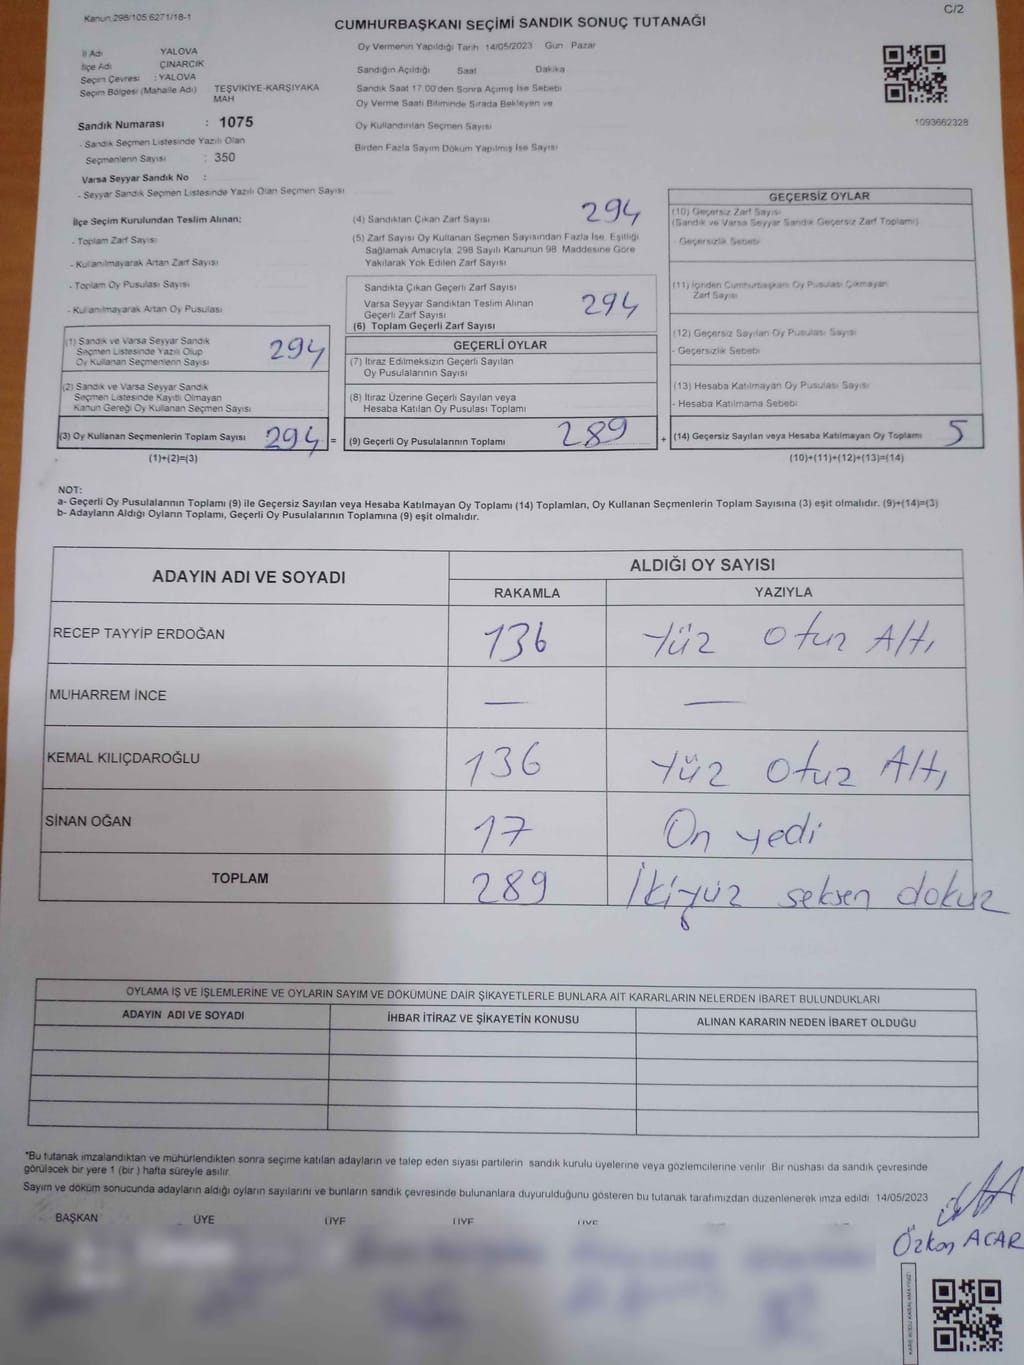 Kanun:298/105,6271/18-1
C/2
CUMHURBAŞKANI SEÇİMİ SANDIK SONUÇ TUTANAĞI
İl Adı YALOVA
İlçe Adı ÇINARCIK
Seçim Çevresi : YALOVA
Seçim Bölgesi (Mahalle Adı) TEŞVİKİYE-KARŞIYAKA MAH
Sandık Numarası : 1075
- Sandık Seçmen Listesinde Yazılı Olan
Seçmenlerin Sayısı : 350
Varsa Seyyar Sandık No :
- Seyyar Sandık Seçmen Listesinde Yazılı Olan Seçmen Sayısı
Oy Vermenin Yapıldığı Tarih 14/05/2023 Gün Pazar
Sandığın Açıldığı Saat Dakika
Sandık Saat 17:00'den Sonra Açımış İse Sebebi
Oy Verme Saati Bitiminde Sırada Bekleyen ve
Oy Kullandırılan Seçmen Sayısı
Birden Fazla Sayım Döküm Yapılmış İse Sayısı
1093662328
İlçe Seçim Kurulundan Teslim Alınan:
- Toplam Zarf Sayısı
- Kullanılmayarak Artan Zarf Sayısı
- Toplam Oy Pusulası Sayısı
- Kullanılmayarak Artan Oy Pusulası
(1) Sandık ve Varsa Seyyar Sandık
Seçmen Listesinde Yazılı Olup
Oy Kullanan Seçmenlerin Sayısı 294
(2) Sandık ve Varsa Seyyar Sandık
Seçmen Listesinde Kayıtlı Olmayan
Kanun Gereği Oy Kullanan Seçmen Sayısı
(3) Oy Kullanan Seçmenlerin Toplam Sayısı 294 =
(1)+(2)=(3)
(4) Sandıktan Çıkan Zarf Sayısı 294
(5) Zarf Sayısı Oy Kullanan Seçmen Sayısından Fazla İse, Eşitliği
Sağlamak Amacıyla, 298 Sayılı Kanunun 98. Maddesine Göre
Yakılarak Yok Edilen Zarf Sayısı
Sandıkta Çıkan Geçerli Zarf Sayısı
Varsa Seyyar Sandıktan Teslim Alınan
Geçerli Zarf Sayısı 294
(6) Toplam Geçerli Zarf Sayısı
GEÇERLİ OYLAR
(7) İtiraz Edilmeksizin Geçerli Sayılan
Oy Pusulalarının Sayısı
(8) İtiraz Üzerine Geçerli Sayılan veya
Hesaba Katılan Oy Pusulası Toplamı
(9) Geçerli Oy Pusulalarının Toplamı 289 +
GEÇERSİZ OYLAR
(10) Geçersiz Zarf Sayısı
(Sandık ve Varsa Seyyar Sandık Geçersiz Zarf Toplamı)
- Geçersizlik Sebebi
(11) İçinden Cumhurbaşkanı Oy Pusulası Çıkmayan
Zarf Sayısı
(12) Geçersiz Sayılan Oy Pusulası Sayısı
- Geçersizlik Sebebi
(13) Hesaba Katılmayan Oy Pusulası Sayısı
- Hesaba Katılmama Sebebi
(14) Geçersiz Sayılan veya Hesaba Katılmayan Oy Toplamı 5
(10)+(11)+(12)+(13)=(14)
NOT:
a- Geçerli Oy Pusulalarının Toplamı (9) ile Geçersiz Sayılan veya Hesaba Katılmayan Oy Toplamı (14) Toplamları, Oy Kullanan Seçmenlerin Toplam Sayısına (3) eşit olmalıdır. (9)+(14)=(3)
b- Adayların Aldığı Oyların Toplamı, Geçerli Oy Pusulalarının Toplamına (9) eşit olmalıdır.
ADAYIN ADI VE SOYADI
ALDIĞI OY SAYISI
RAKAMLA YAZIYLA
RECEP TAYYİP ERDOĞAN 136 Yüz Otuz Altı
MUHARREM İNCE — —
KEMAL KILIÇDAROĞLU 136 Yüz Otuz Altı
SİNAN OĞAN 17 On yedi
TOPLAM 289 İkiyüz seksen dokuz
OYLAMA İŞ VE İŞLEMLERİNE VE OYLARIN SAYIM VE DÖKÜMÜNE DAİR ŞİKAYETLERLE BUNLARA AİT KARARLARIN NELERDEN İBARET BULUNDUKLARI
ADAYIN ADI VE SOYADI İHBAR İTİRAZ VE ŞİKAYETİN KONUSU ALINAN KARARIN NEDEN İBARET OLDUĞU
*Bu tutanak imzalandıktan ve mühürlendikten sonra seçime katılan adayların ve talep eden siyasi partilerin sandık kurulu üyelerine veya gözlemcilerine verilir. Bir nüshası da sandık çevresinde
görülecek bir yere 1 (bir) hafta süreyle asılır.
Sayım ve döküm sonucunda adayların aldığı oyların sayılarını ve bunların sandık çevresinde bulunanlara duyurulduğunu gösteren bu tutanak tarafımızdan düzenlenerek imza edildi. 14/05/2023
BAŞKAN ÜYE ÜYE ÜYE ÜYE
Özkan ACAR